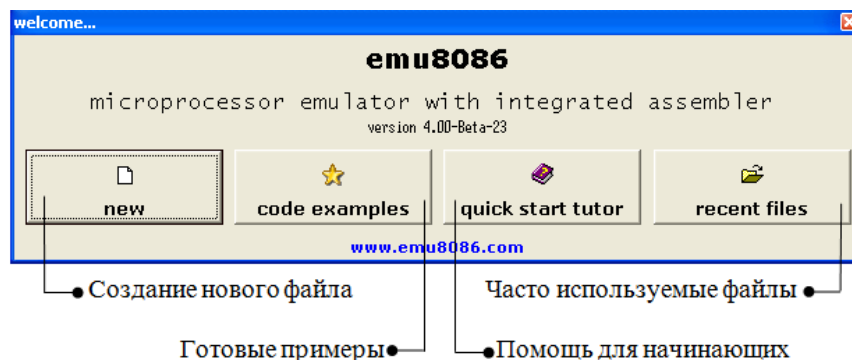 welcome...
emu8086
microprocessor emulator with integrated assembler
version 4.00-Beta-23
new
code examples
quick start tutor
recent files
www.emu8086.com
Создание нового файла
Часто используемые файлы
Готовые примеры
Помощь для начинающих